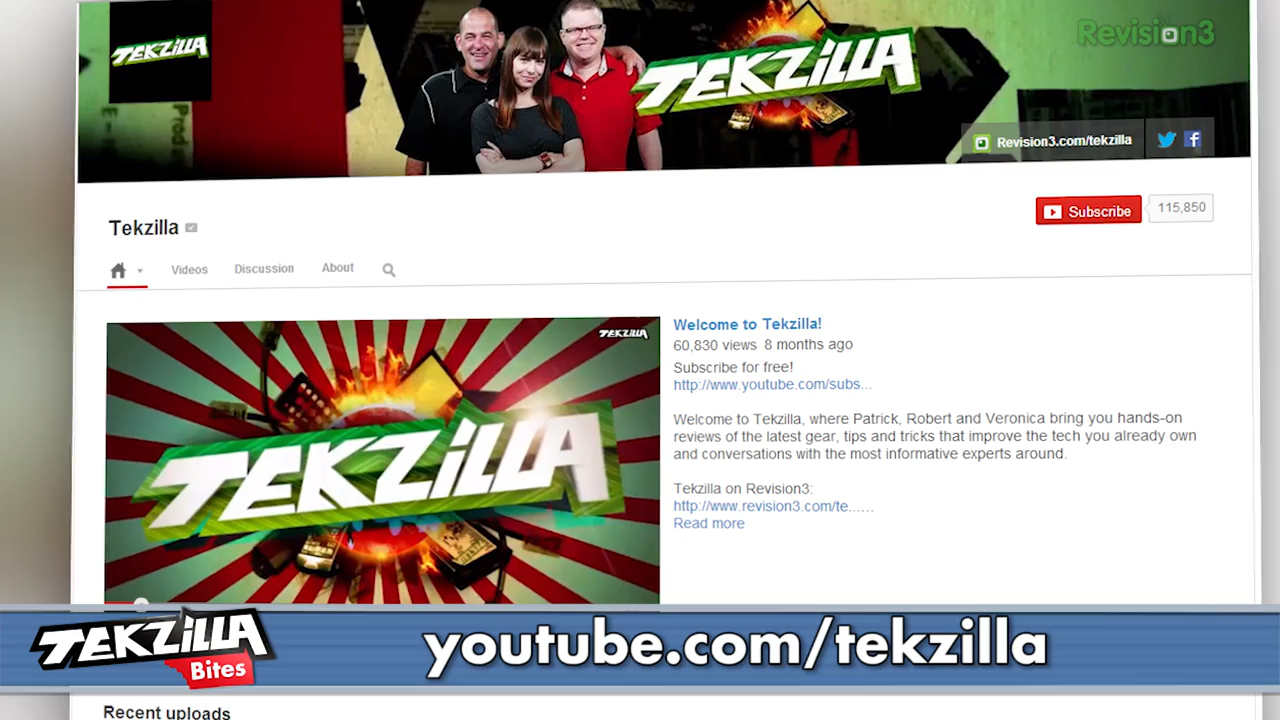 TEKZILLA
TEKZILLA
Revision3
Revision3.com/tekzilla
Tekzilla
Subscribe
115,850
Videos
Discussion
About
TEKZILLA
TEKZILLA
Welcome to Tekzilla!
60,830 views 8 months ago
Subscribe for free!
http://www.youtube.com/subs...
Welcome to Tekzilla, where Patrick, Robert and Veronica bring you hands-on
reviews of the latest gear, tips and tricks that improve the tech you already own
and conversations with the most informative experts around.
Tekzilla on Revision3:
http://www.revision3.com/te......
Read more
TEKZILLA
Bites
youtube.com/tekzilla
Recent uploads